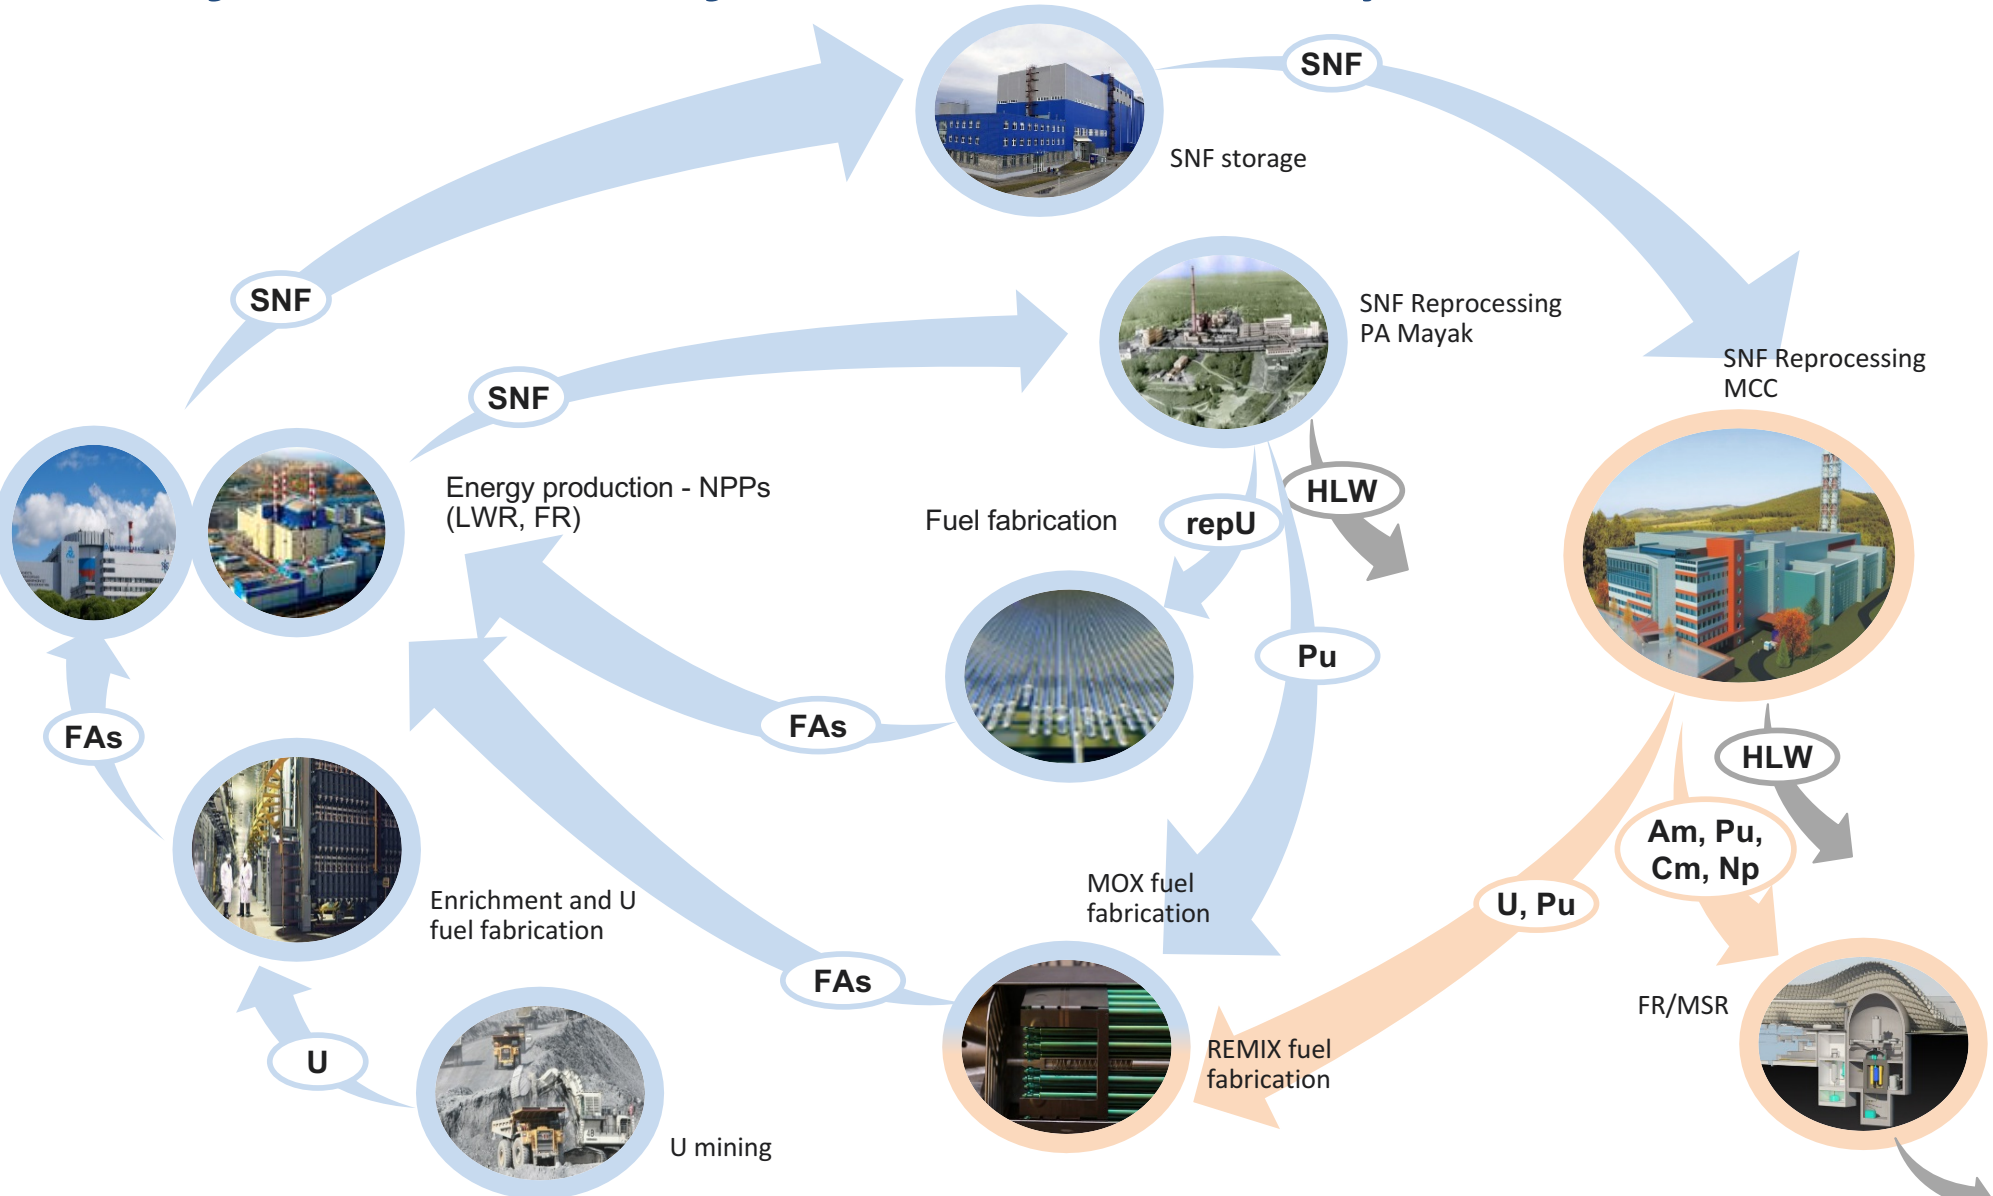 SNF
SNF storage
SNF
SNF Reprocessing
PA Mayak
SNF Reprocessing
MCC
SNF
Energy production - NPPs
(LWR, FR)
HLW
Fuel fabrication
repU
Pu
FAs
FAs
HLW
Am, Pu,
Cm, Np
U, Pu
MOX fuel
fabrication
Enrichment and U
fuel fabrication
FAs
FR/MSR
REMIX fuel
fabrication
U
U mining